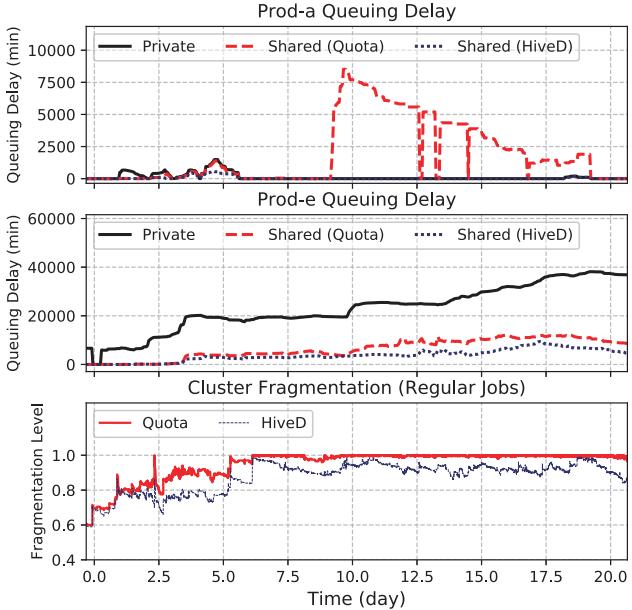 Prod-a Queuing Delay
Queuing Delay (min)
10000
7500
5000
2500
0
Private Shared (Quota) Shared (HiveD)
Prod-e Queuing Delay
Queuing Delay (min)
60000
40000
20000
0
Private Shared (Quota) Shared (HiveD)
Cluster Fragmentation (Regular Jobs)
Fragmentation Level
1.0
0.8
0.6
0.4
Quota HiveD
0.0 2.5 5.0 7.5 10.0 12.5 15.0 17.5 20.0
Time (day)